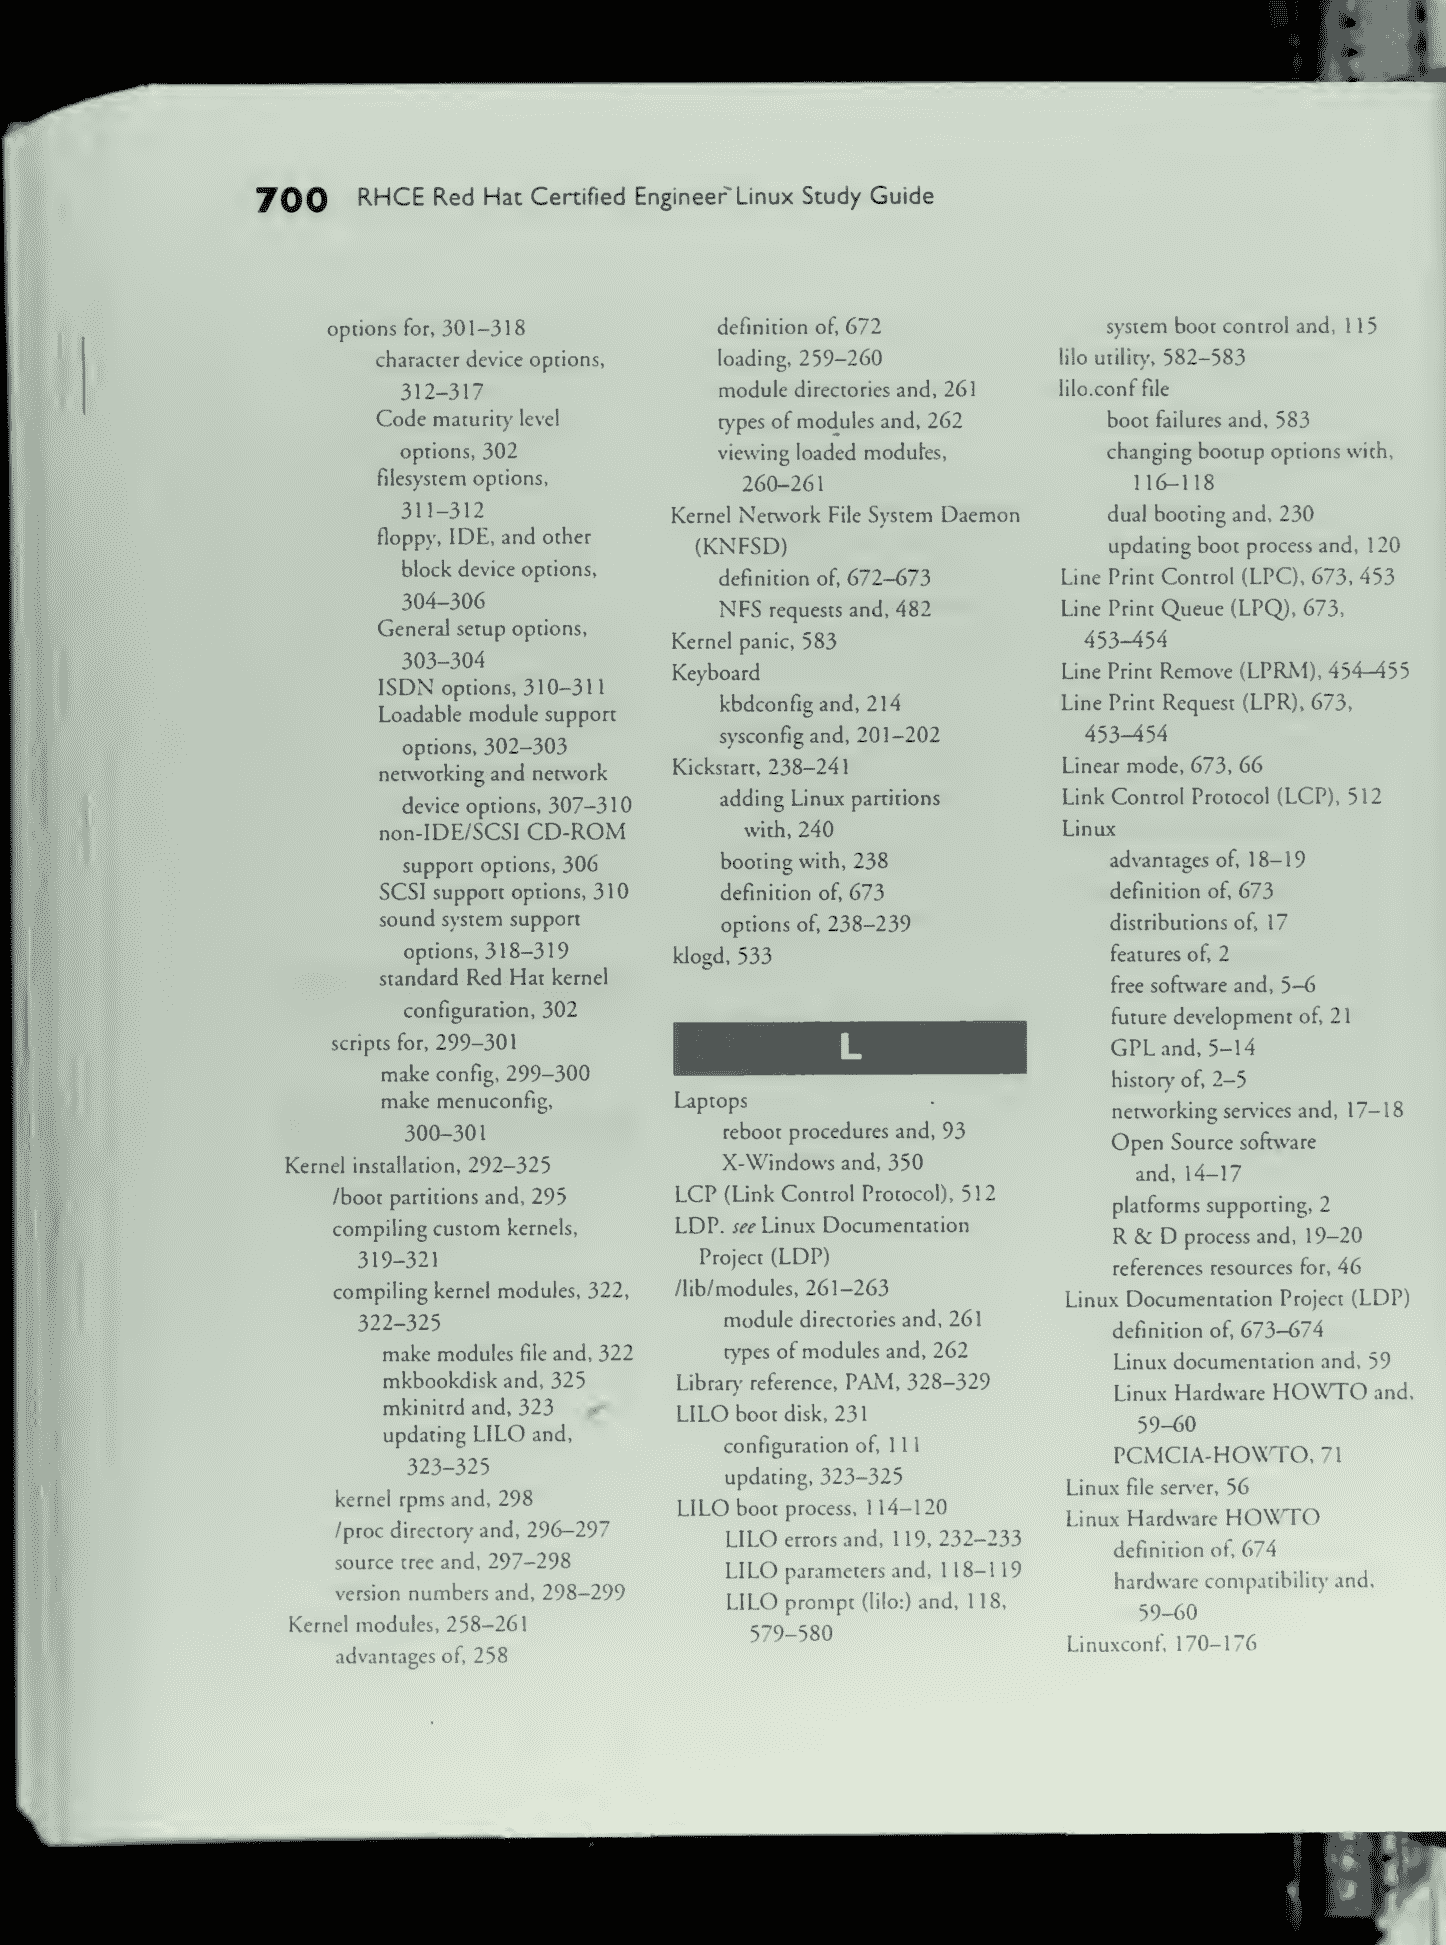 700 RHCE Red Hat Certified Engineer™ Linux Study Guide
options for, 301–318
character device options,
312–317
Code maturity level
options, 302
filesystem options,
311–312
floppy, IDE, and other
block device options,
304–306
General setup options,
303–304
ISDN options, 310–311
Loadable module support
options, 302–303
networking and network
device options, 307–310
non-IDE/SCSI CD-ROM
support options, 306
SCSI support options, 310
sound system support
options, 318–319
standard Red Hat kernel
configuration, 302
scripts for, 299–301
make config, 299–300
make menuconfig,
300–301
Kernel installation, 292–325
/boot partitions and, 295
compiling custom kernels,
319–321
compiling kernel modules, 322,
322–325
make modules file and, 322
mkbookdisk and, 325
mkinitrd and, 323
updating LILO and,
323–325
kernel rpms and, 298
/proc directory and, 296–297
source tree and, 297–298
version numbers and, 298–299
Kernel modules, 258–261
advantages of, 258
definition of, 672
loading, 259–260
module directories and, 261
types of modules and, 262
viewing loaded modules,
260–261
Kernel Network File System Daemon
(KNFSD)
definition of, 672–673
NFS requests and, 482
Kernel panic, 583
Keyboard
kbdconfig and, 214
sysconfig and, 201–202
Kickstart, 238–241
adding Linux partitions
with, 240
booting with, 238
definition of, 673
options of, 238–239
klogd, 533
L
Laptops
reboot procedures and, 93
X-Windows and, 350
LCP (Link Control Protocol), 512
LDP. see Linux Documentation
Project (LDP)
/lib/modules, 261–263
module directories and, 261
types of modules and, 262
Library reference, PAM, 328–329
LILO boot disk, 231
configuration of, 111
updating, 323–325
LILO boot process, 114–120
LILO errors and, 119, 232–233
LILO parameters and, 118–119
LILO prompt (lilo:) and, 118,
579–580
system boot control and, 115
lilo utility, 582–583
lilo.conf file
boot failures and, 583
changing bootup options with,
116–118
dual booting and, 230
updating boot process and, 120
Line Print Control (LPC), 673, 453
Line Print Queue (LPQ), 673,
453–454
Line Print Remove (LPRM), 454–455
Line Print Request (LPR), 673,
453–454
Linear mode, 673, 66
Link Control Protocol (LCP), 512
Linux
advantages of, 18–19
definition of, 673
distributions of, 17
features of, 2
free software and, 5–6
future development of, 21
GPL and, 5–14
history of, 2–5
networking services and, 17–18
Open Source software
and, 14–17
platforms supporting, 2
R & D process and, 19–20
references resources for, 46
Linux Documentation Project (LDP)
definition of, 673–674
Linux documentation and, 59
Linux Hardware HOWTO and,
59–60
PCMCIA-HOWTO, 71
Linux file server, 56
Linux Hardware HOWTO
definition of, 674
hardware compatibility and,
59–60
Linuxconf, 170–176